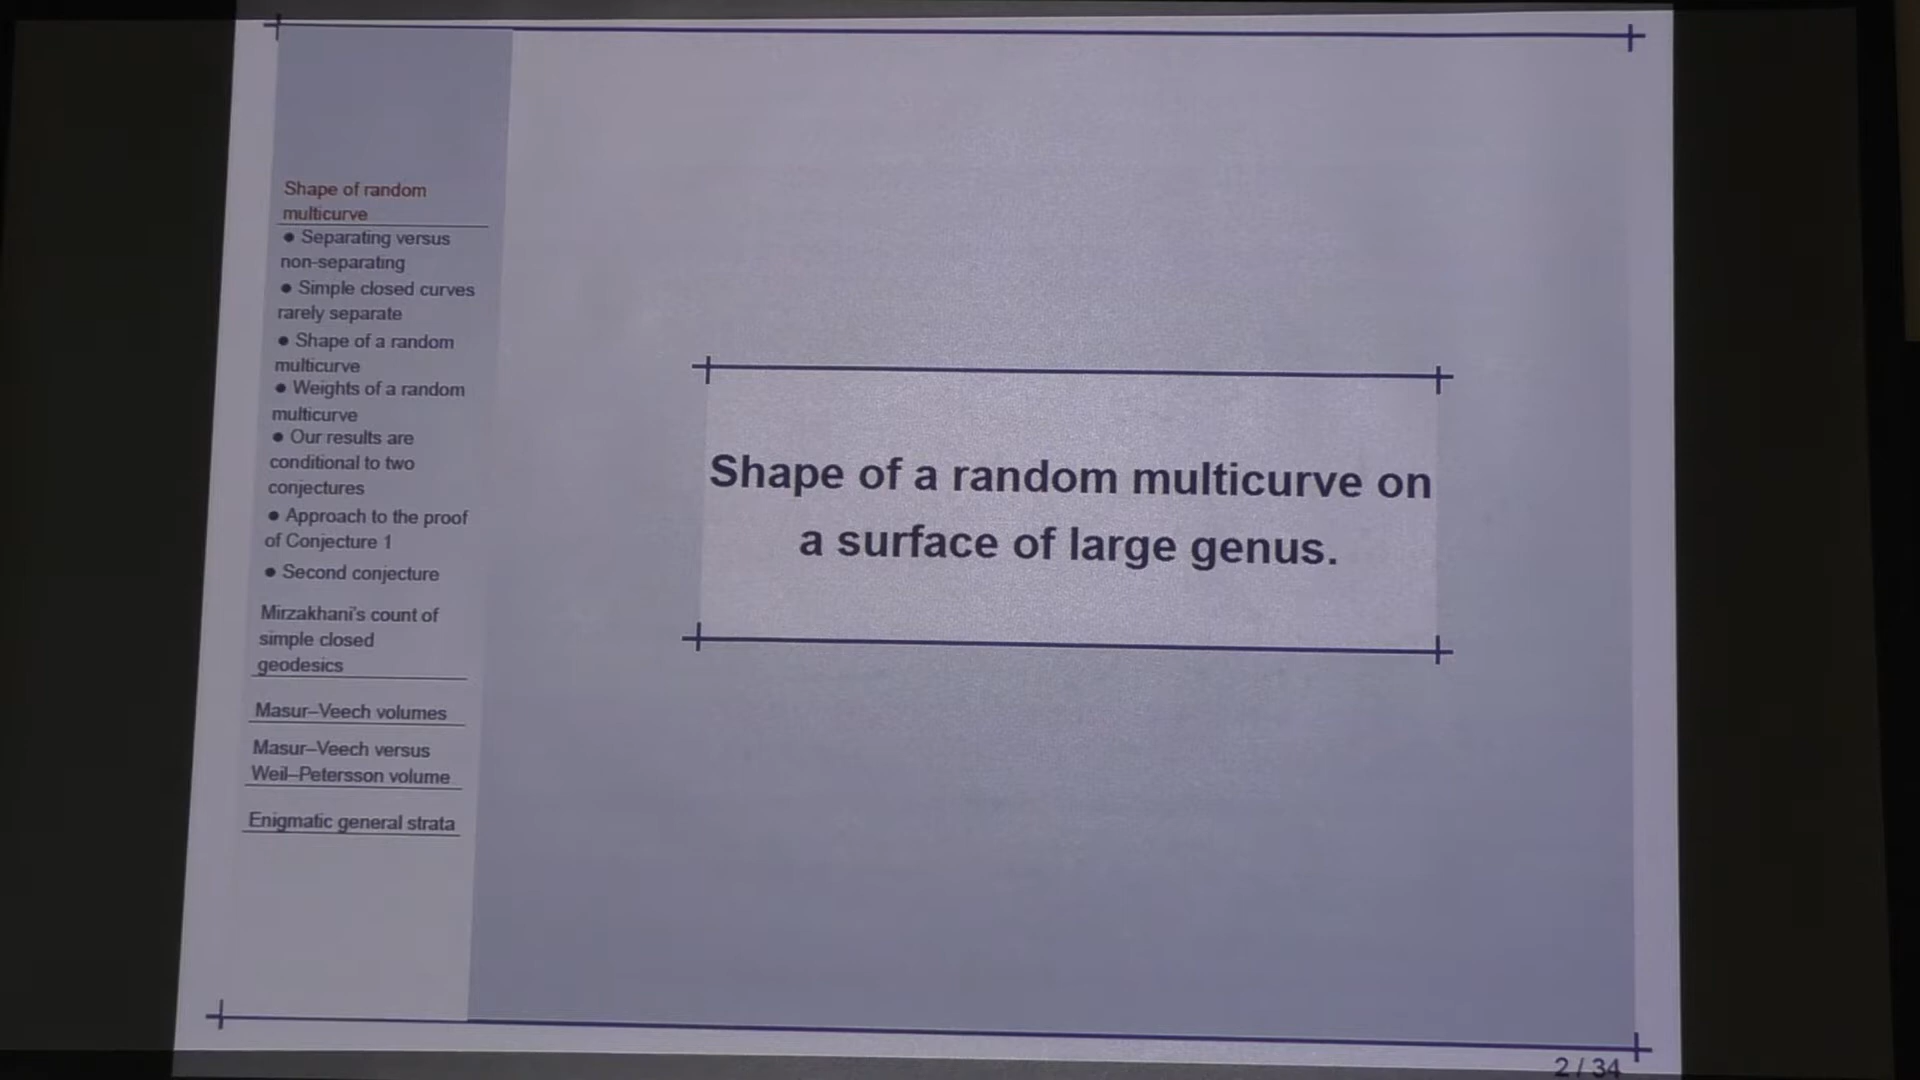 Shape of random
multicurve
● Separating versus
non-separating
● Simple closed curves
rarely separate
● Shape of a random
multicurve
● Weights of a random
multicurve
● Our results are
conditional to two
conjectures
● Approach to the proof
of Conjecture 1
● Second conjecture
Mirzakhani's count of
simple closed
geodesics
Masur–Veech volumes
Masur–Veech versus
Weil–Petersson volume
Enigmatic general strata
Shape of a random multicurve on
a surface of large genus.
2 / 34